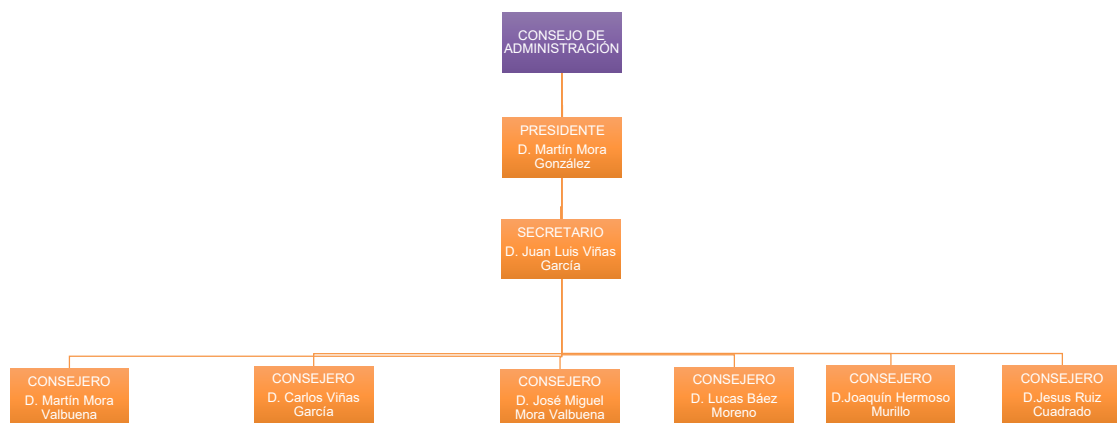 CONSEJO DE
ADMINISTRACIÓN
PRESIDENTE
D. Martín Mora
González
SECRETARIO
D. Juan Luis Viñas
García
CONSEJERO
D. Martín Mora
Valbuena
CONSEJERO
D. Carlos Viñas
García
CONSEJERO
D. José Miguel
Mora Valbuena
CONSEJERO
D. Lucas Báez
Moreno
CONSEJERO
D.Joaquín Hermoso
Murillo
CONSEJERO
D.Jesus Ruiz
Cuadrado